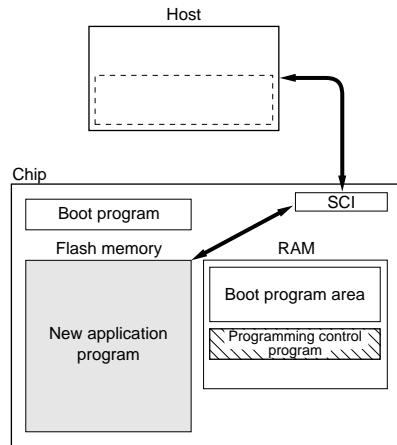 Host
Chip
SCI
Boot program
Flash memory
RAM
Boot program area
New application
program
Programming control
program